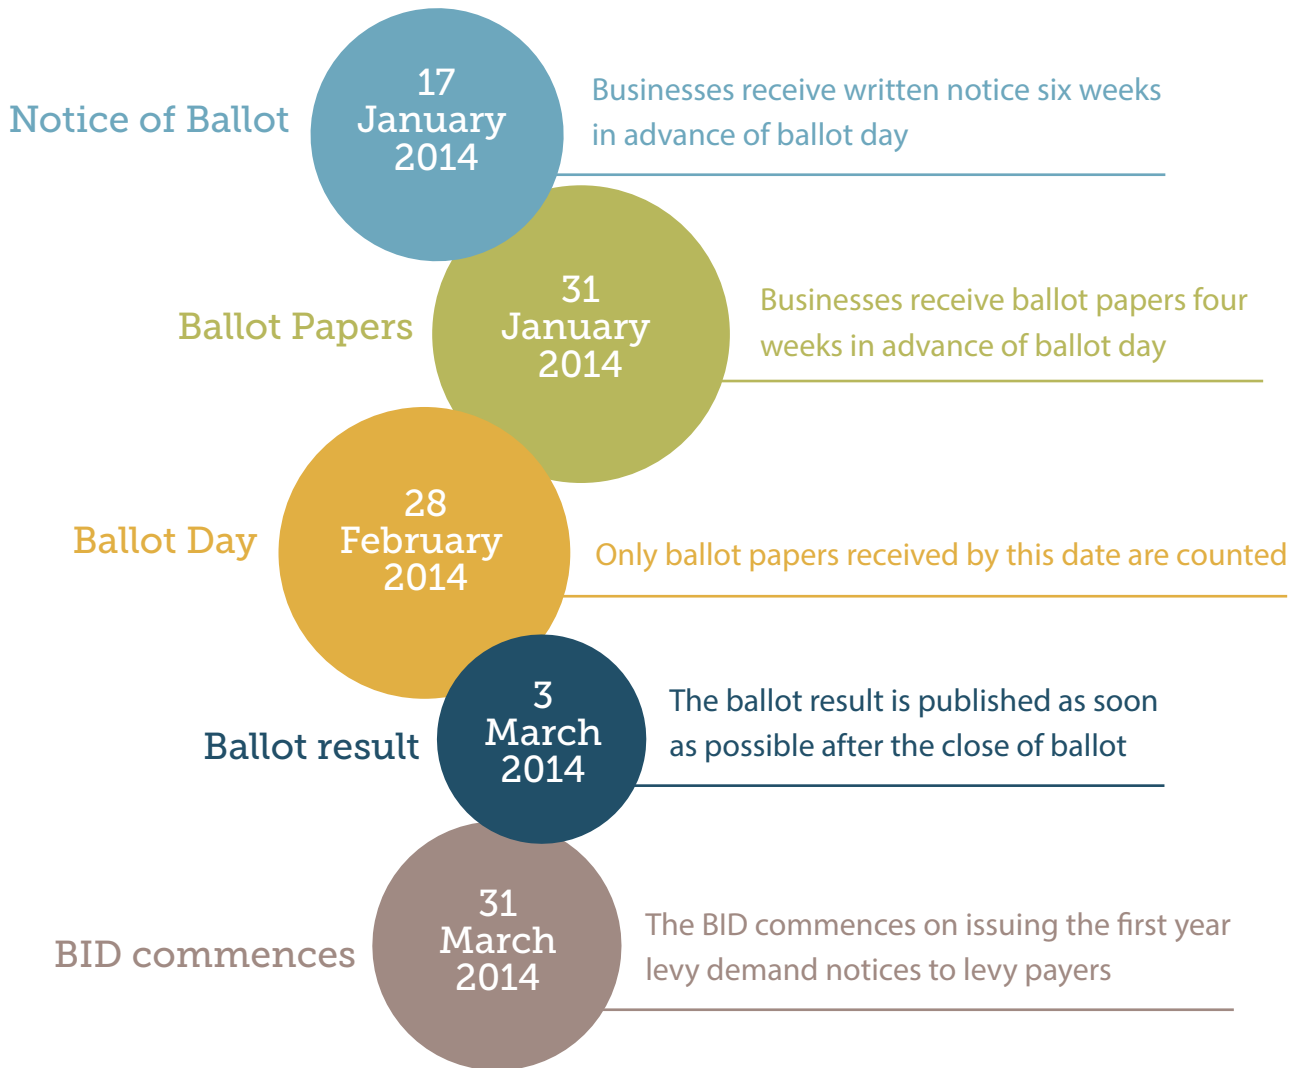 Notice of Ballot
17
January
2014
Businesses receive written notice six weeks
in advance of ballot day
Ballot Papers
31
January
2014
Businesses receive ballot papers four
weeks in advance of ballot day
Ballot Day
28
February
2014
Only ballot papers received by this date are counted
Ballot result
3
March
2014
The ballot result is published as soon
as possible after the close of ballot
BID commences
31
March
2014
The BID commences on issuing the first year
levy demand notices to levy payers